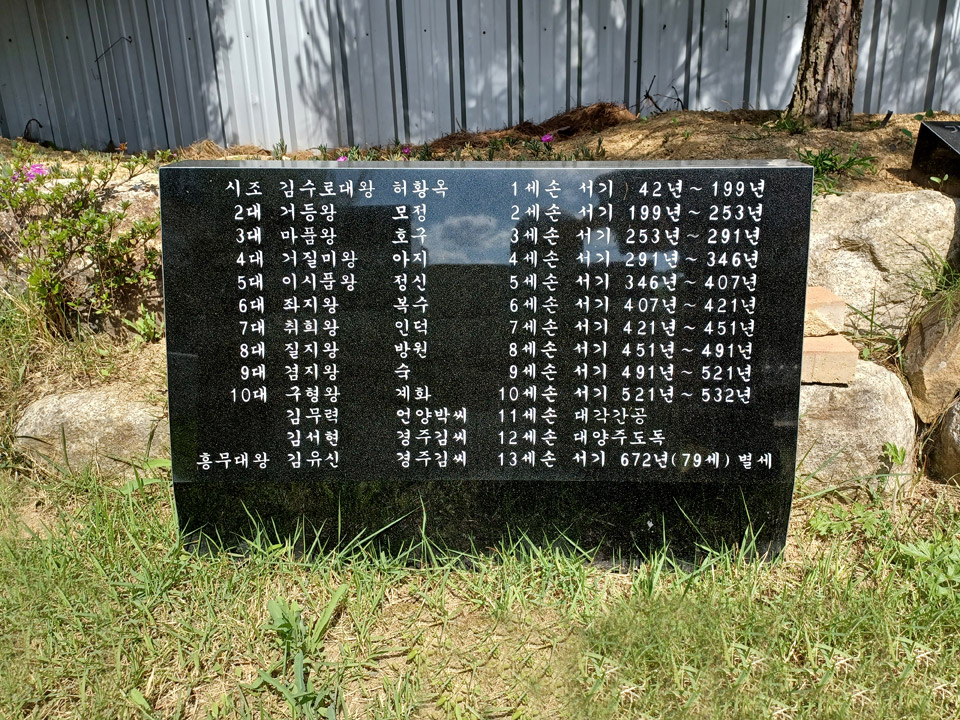 시조 김수로대왕 허황옥 1세손 서기 42년~199년
2대 거등왕 모정 2세손 서기 199년~253년
3대 마품왕 호구 3세손 서기 253년~291년
4대 거질미왕 아지 4세손 서기 291년~346년
5대 이시품왕 정신 5세손 서기 346년~407년
6대 좌지왕 복수 6세손 서기 407년~421년
7대 취희왕 인덕 7세손 서기 421년~451년
8대 질지왕 방원 8세손 서기 451년~491년
9대 겸지왕 숙 9세손 서기 491년~521년
10대 구형왕 계화 10세손 서기 521년~532년
김무력 언양박씨 11세손 대각간공
김서현 경주김씨 12세손 대양주도독
흥무대왕 김유신 경주김씨 13세손 서기 672년(79세) 별세